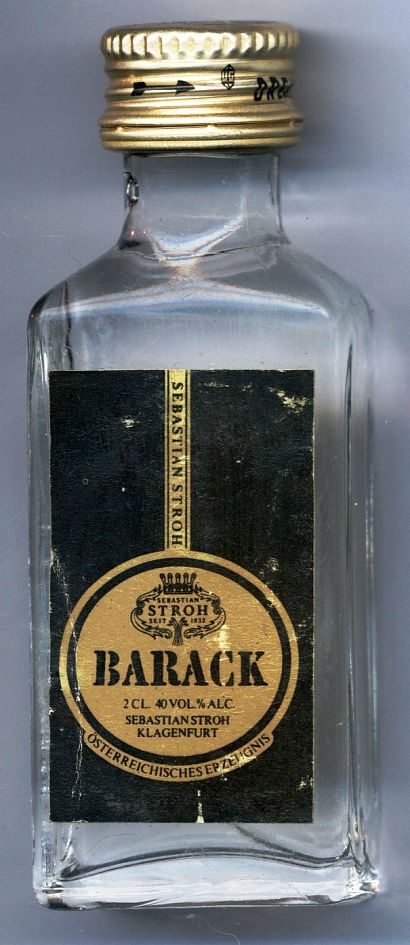 SEBASTIAN STROH
SEBASTIAN
STROH
SEIT 1832
BARACK
2 CL. 40 VOL.% ALC.
SEBASTIAN STROH
KLAGENFURT
ÖSTERREICHISCHES ERZEUGNIS